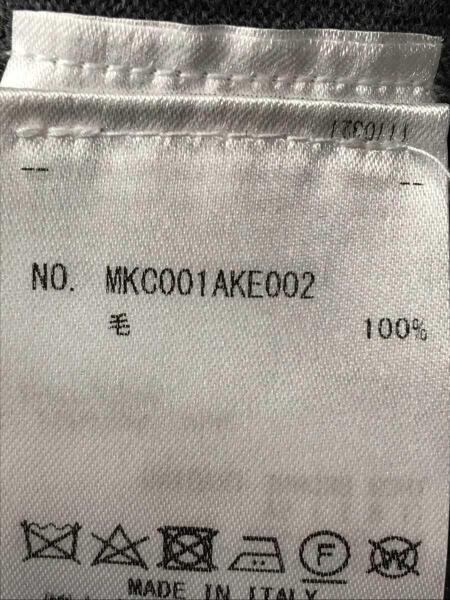 NO. MKC001AKE002
毛 100%
F W
MADE IN ITALY